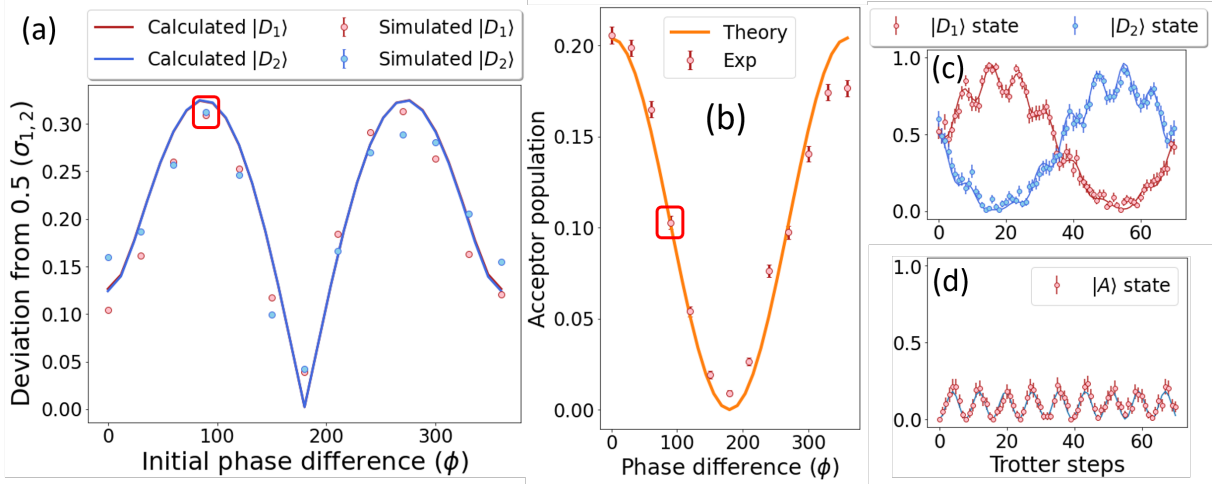 (a)
Calculated |D₁⟩
Simulated |D₁⟩
Calculated |D₂⟩
Simulated |D₂⟩
Deviation from 0.5 (σ₁,₂)
0.30
0.25
0.20
0.15
0.10
0.05
0.00
0 100 200 300
Initial phase difference (ϕ)
(b)
Theory
Exp
Acceptor population
0.20
0.15
0.10
0.05
0.00
0 100 200 300
Phase difference (ϕ)
|D₁⟩ state
|D₂⟩ state
(c)
1.0
0.5
0.0
0 20 40 60
(d)
|A⟩ state
1.0
0.5
0.0
0 20 40 60
Trotter steps